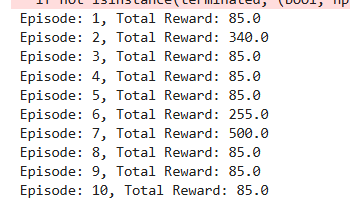 if not isinstance(terminated, (bool, np
Episode: 1, Total Reward: 85.0
Episode: 2, Total Reward: 340.0
Episode: 3, Total Reward: 85.0
Episode: 4, Total Reward: 85.0
Episode: 5, Total Reward: 85.0
Episode: 6, Total Reward: 255.0
Episode: 7, Total Reward: 500.0
Episode: 8, Total Reward: 85.0
Episode: 9, Total Reward: 85.0
Episode: 10, Total Reward: 85.0